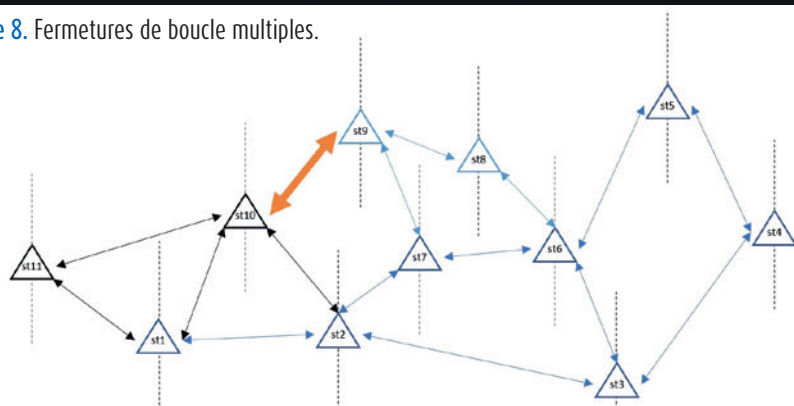 e 8. Fermetures de boucle multiples.
st5
st9
st8
st10
st4
st6
st7
st11
st2
st1
st3